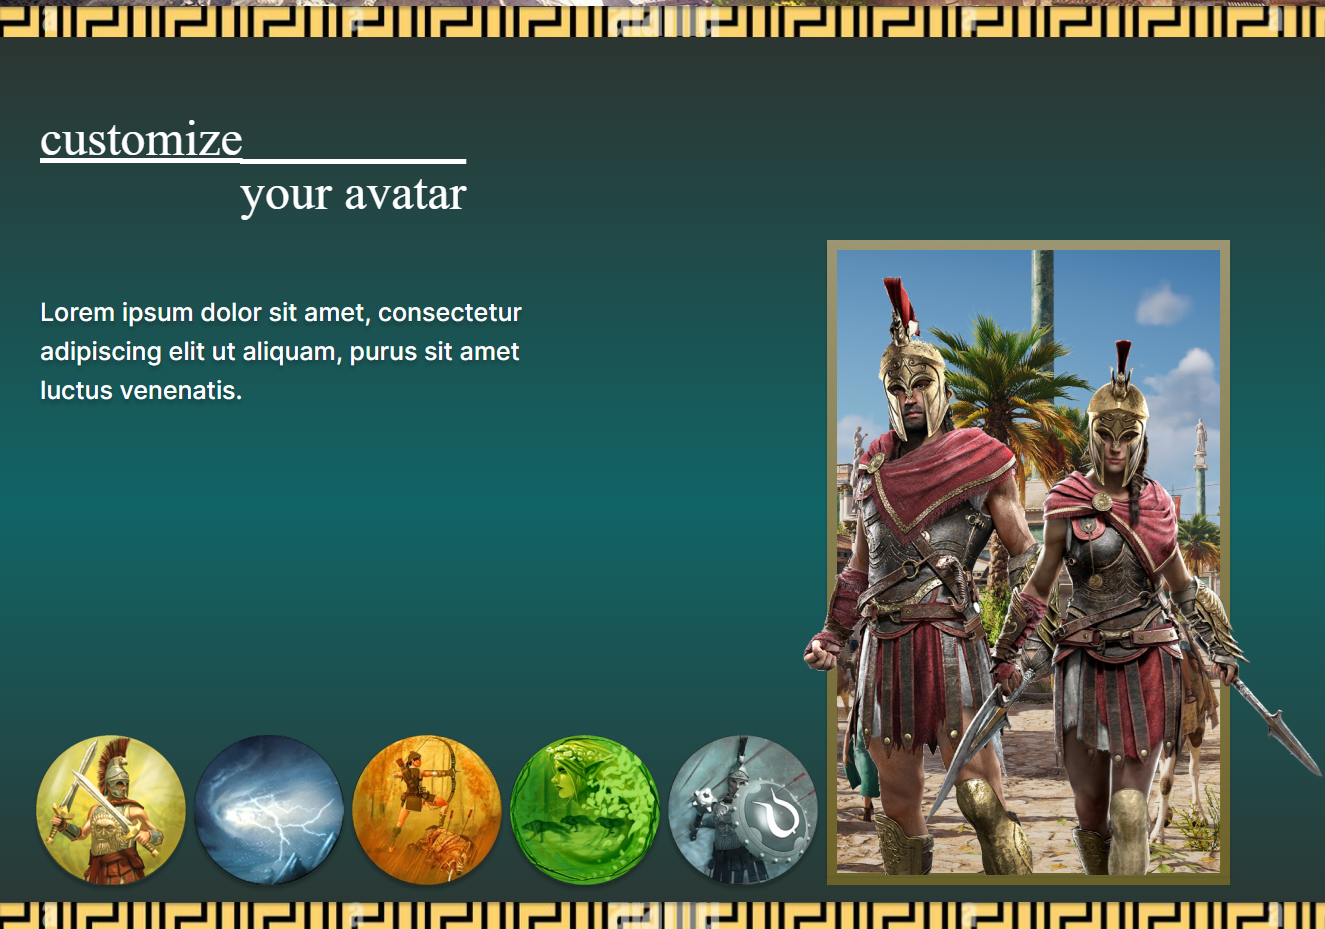 customize
your avatar
Lorem ipsum dolor sit amet, consectetur
adipiscing elit ut aliquam, purus sit amet
luctus venenatis.